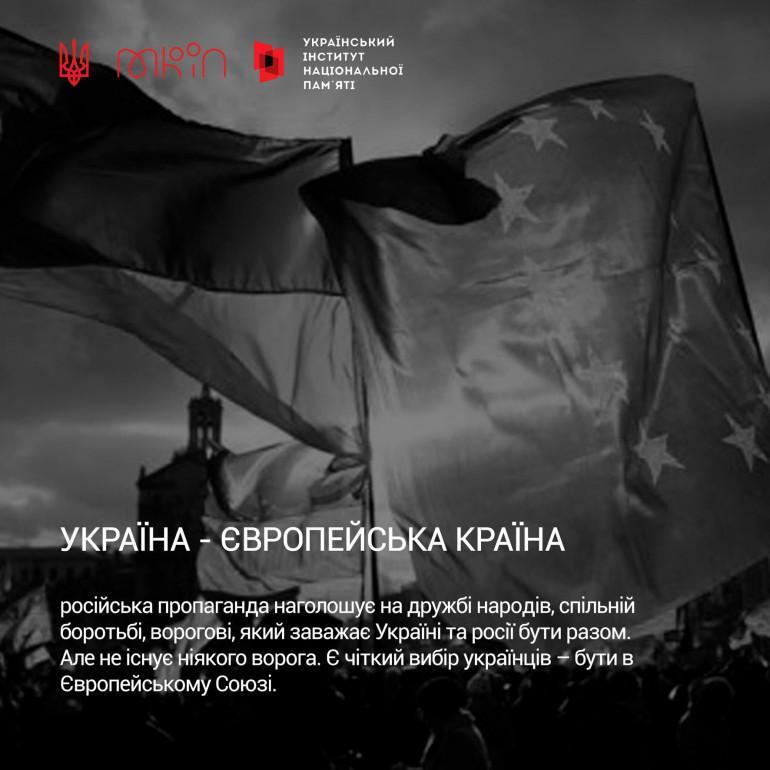 мкіп
УКРАЇНСЬКИЙ
ІНСТИТУТ
НАЦІОНАЛЬНОЇ
ПАМ'ЯТІ
УКРАЇНА - ЄВРОПЕЙСЬКА КРАЇНА
російська пропаганда наголошує на дружбі народів, спільній
боротьбі, ворогові, який заважає Україні та росії бути разом.
Але не існує ніякого ворога. Є чіткий вибір українців – бути в
Європейському Союзі.